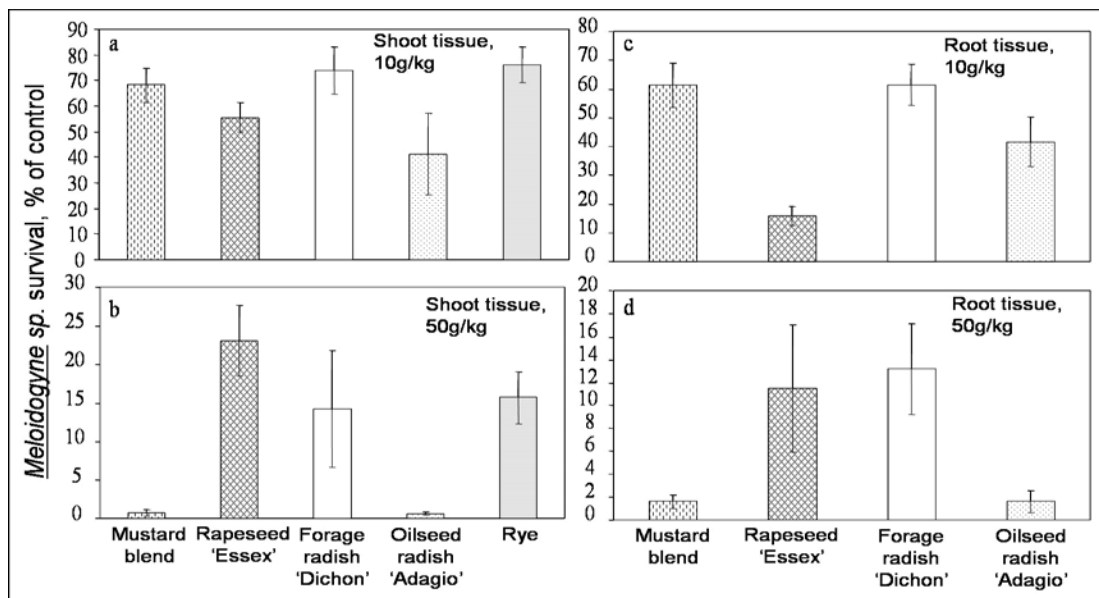 Meloidogyne sp. survival, % of control
a
Shoot tissue,
10g/kg
90
80
70
60
50
40
30
20
10
0
b
Shoot tissue,
50g/kg
30
25
20
15
10
5
0
Mustard
blend
Rapeseed
'Essex'
Forage
radish
'Dichon'
Oilseed
radish
'Adagio'
Rye
c
Root tissue,
10g/kg
80
70
60
50
40
30
20
10
0
d
Root tissue,
50g/kg
20
18
16
14
12
10
8
6
4
2
0
Mustard
blend
Rapeseed
'Essex'
Forage
radish
'Dichon'
Oilseed
radish
'Adagio'